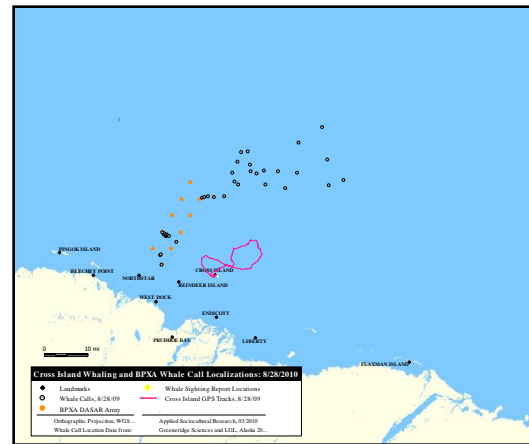 PINGOK ISLAND
BEECHEY POINT
NORTHSTAR
CROSS ISLAND
REINDEER ISLAND
WEST DOCK
ENDICOTT
PRUDHOE BAY
LIBERTY
FLAXMAN ISLAND
0 10 mi
Cross Island Whaling and BPXA Whale Call Localizations: 8/28/2010
Landmarks
Whale Sighting Report Locations
Whale Calls, 8/28/09
Cross Island GPS Tracks, 8/28/09
BPXA DASAR Array
Orthographic Projection, WGS ...
Applied Sociocultural Research, 03/2010
Whale Call Location Data from:
Greeneridge Sciences and LGL, Alaska 20...